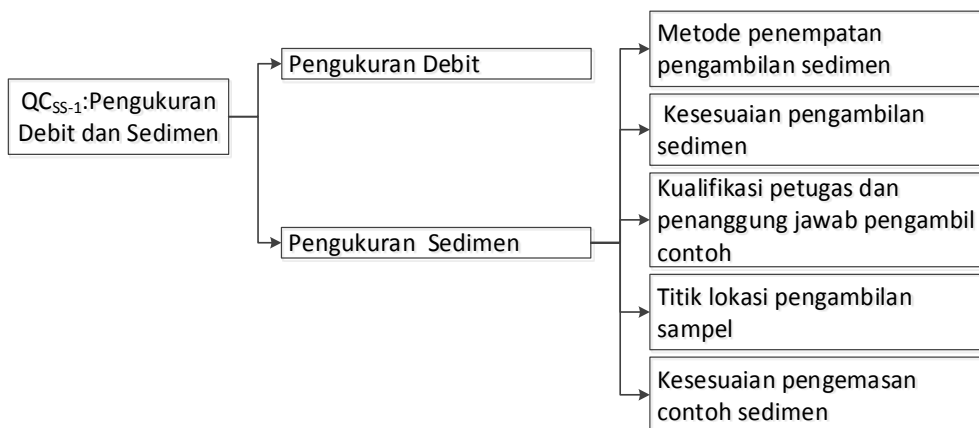 QCSS-1:Pengukuran
Debit dan Sedimen
Pengukuran Debit
Pengukuran Sedimen
Metode penempatan
pengambilan sedimen
Kesesuaian pengambilan
sedimen
Kualifikasi petugas dan
penanggung jawab pengambil
contoh
Titik lokasi pengambilan
sampel
Kesesuaian pengemasan
contoh sedimen